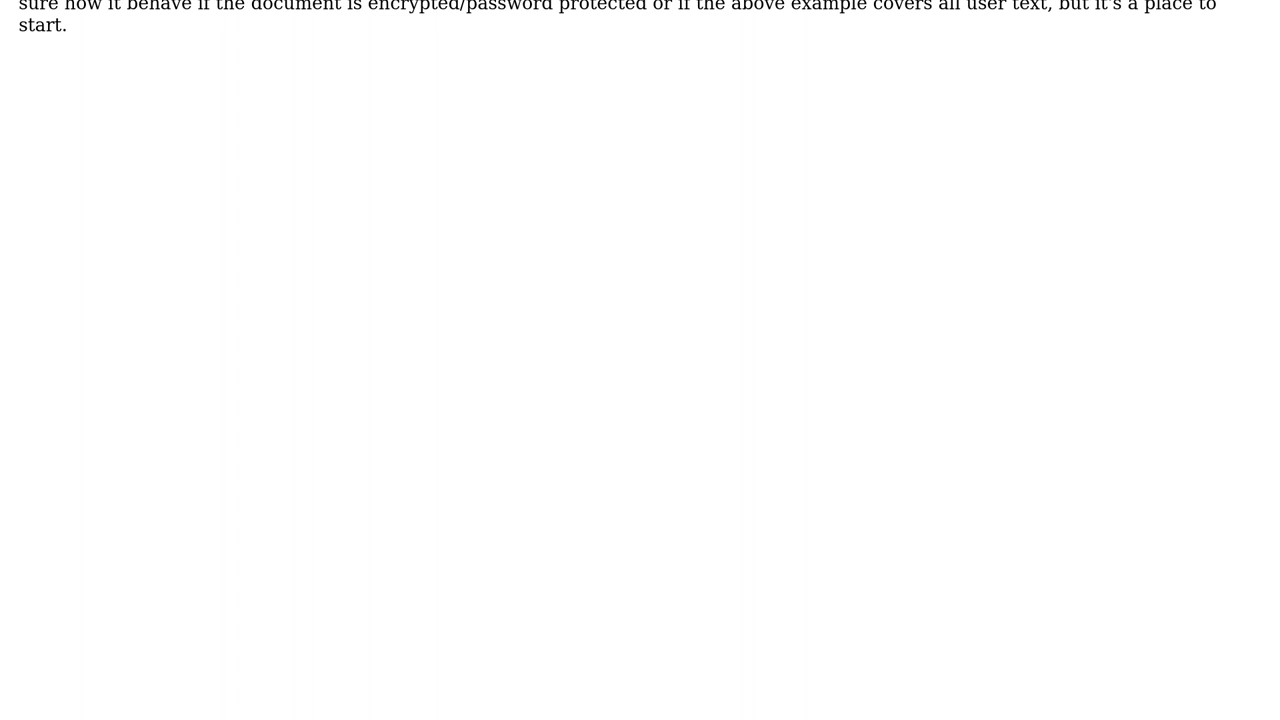 sure how it behave if the document is encrypted/password protected or if the above example covers all user text, but it's a place to
start.